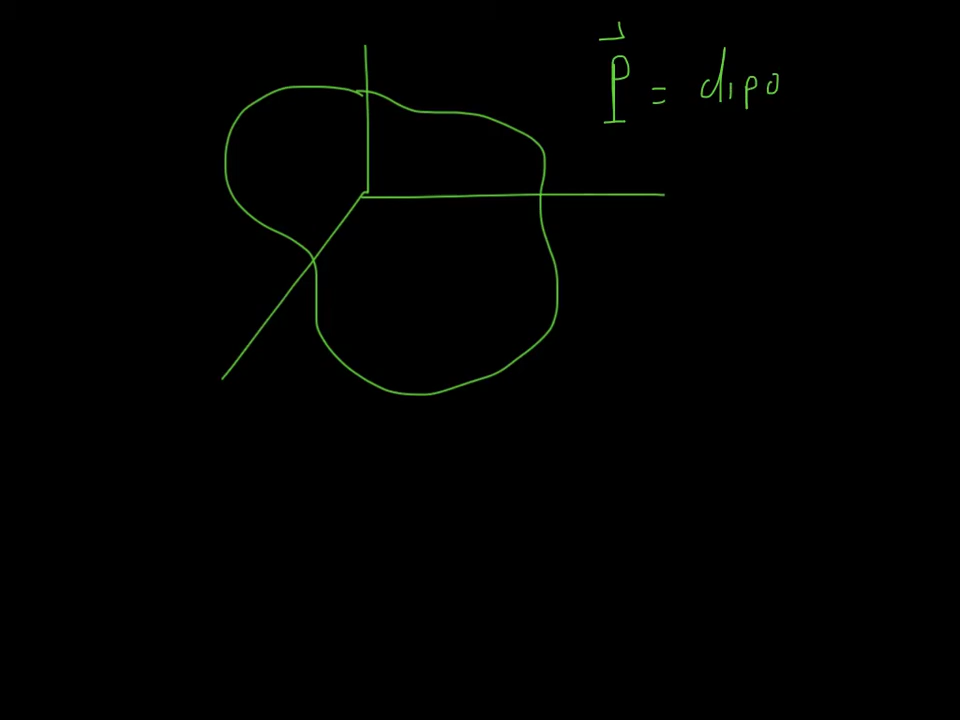 P⃗ = dipo